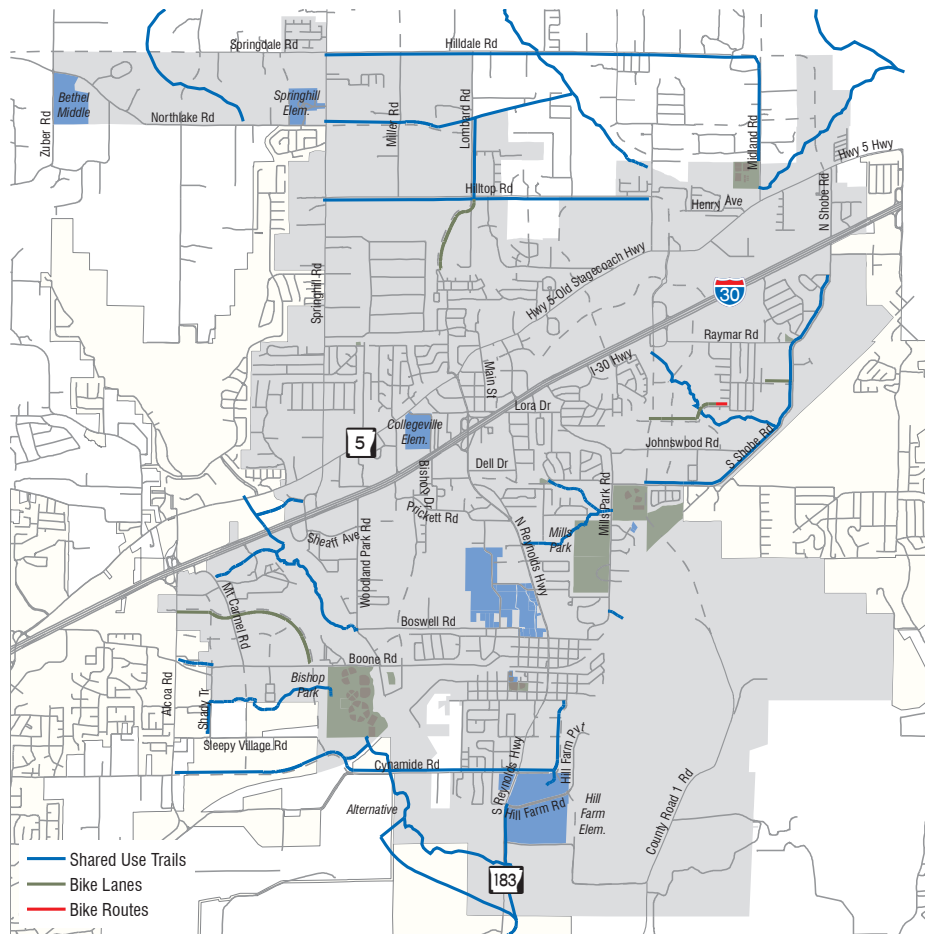 Springdale Rd
Hilldale Rd
Bethel
Middle
Springhill
Elem.
Zuber Rd
Northlake Rd
Miller Rd
Lombard Rd
Midland Rd
Hwy 5 Hwy
Hilltop Rd
Henry Ave
N Shobe Rd
Springhill Rd
Hwy 5-Old Stagecoach Hwy
30
Raymar Rd
I-30 Hwy
Main St
Lora Dr
Collegeville
Elem.
5
Johnswood Rd
S Shobe Rd
Dell Dr
Bishop Dr
Prickett Rd
Mills Park Rd
N Reynolds Hwy
Mills
Park
Sheaff Ave
Woodland Park Rd
Mt Carmel Rd
Boswell Rd
Boone Rd
Bishop
Park
Alcoa Rd
Shady Tr
Sleepy Village Rd
Cynamide Rd
S Reynolds Hwy
Hill Farm Pvt
Alternative
Hill Farm Rd
Hill
Farm
Elem.
County Road 1 Rd
183
Shared Use Trails
Bike Lanes
Bike Routes